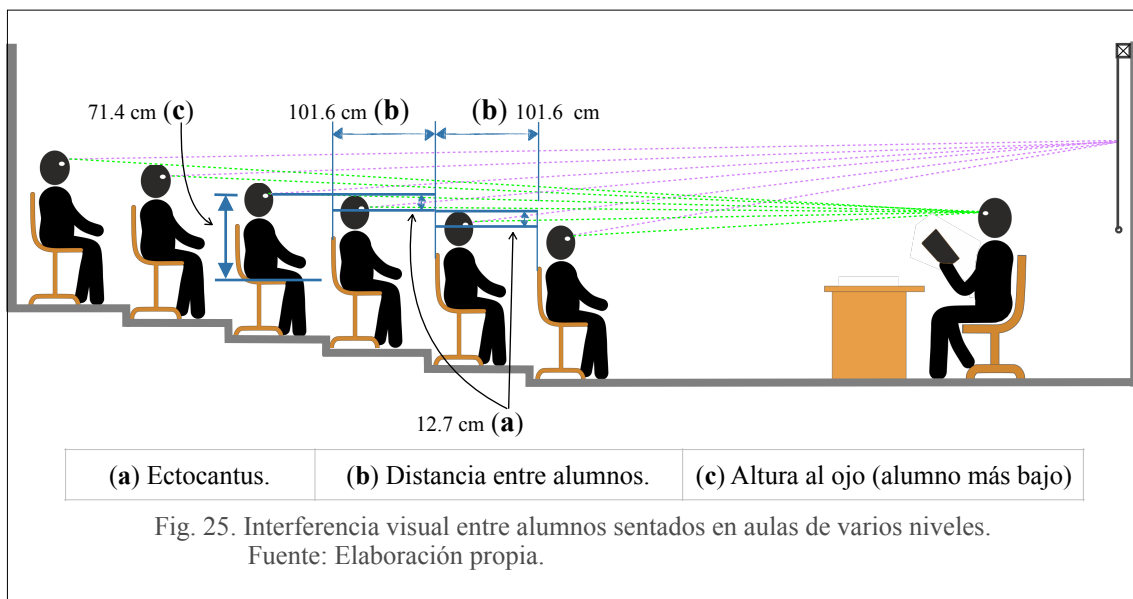 71.4 cm (c)
101.6 cm (b)
(b) 101.6 cm
12.7 cm (a)
(a) Ectocantus.
(b) Distancia entre alumnos.
(c) Altura al ojo (alumno más bajo)
Fig. 25. Interferencia visual entre alumnos sentados en aulas de varios niveles.
Fuente: Elaboración propia.